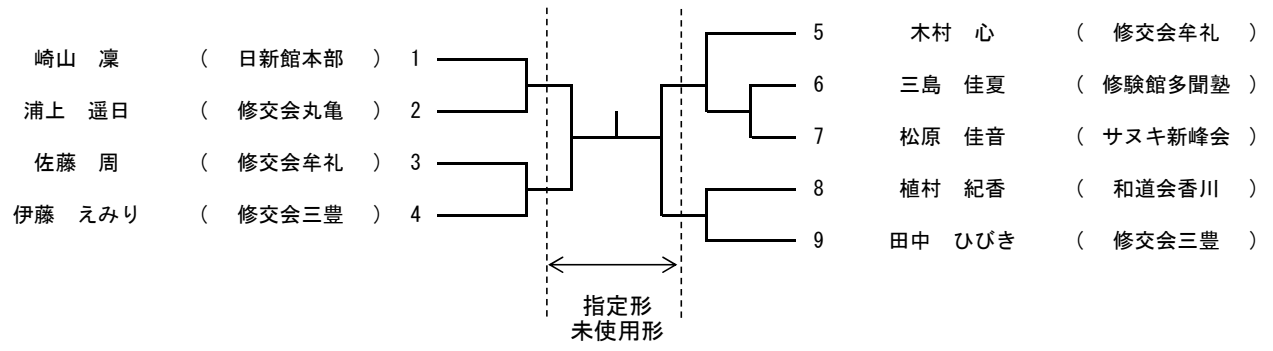 崎山　凜　（　日新館本部　）　1
浦上　遥日　（　修交会丸亀　）　2
佐藤　周　（　修交会牟礼　）　3
伊藤　えみり　（　修交会三豊　）　4
5　木村　心　（　修交会牟礼　）
6　三島　佳夏　（　修験館多聞塾　）
7　松原　佳音　（　サヌキ新峰会　）
8　植村　紀香　（　和道会香川　）
9　田中　ひびき　（　修交会三豊　）
指定形
未使用形